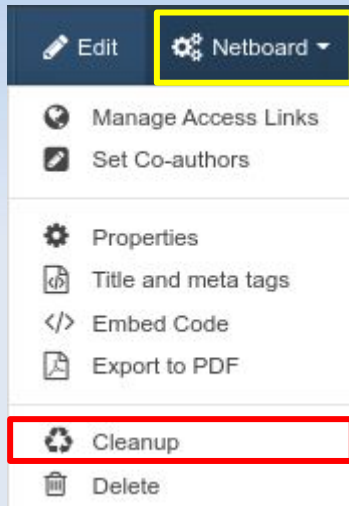 Edit Netboard
Manage Access Links
Set Co-authors
Properties
Title and meta tags
Embed Code
Export to PDF
Cleanup
Delete